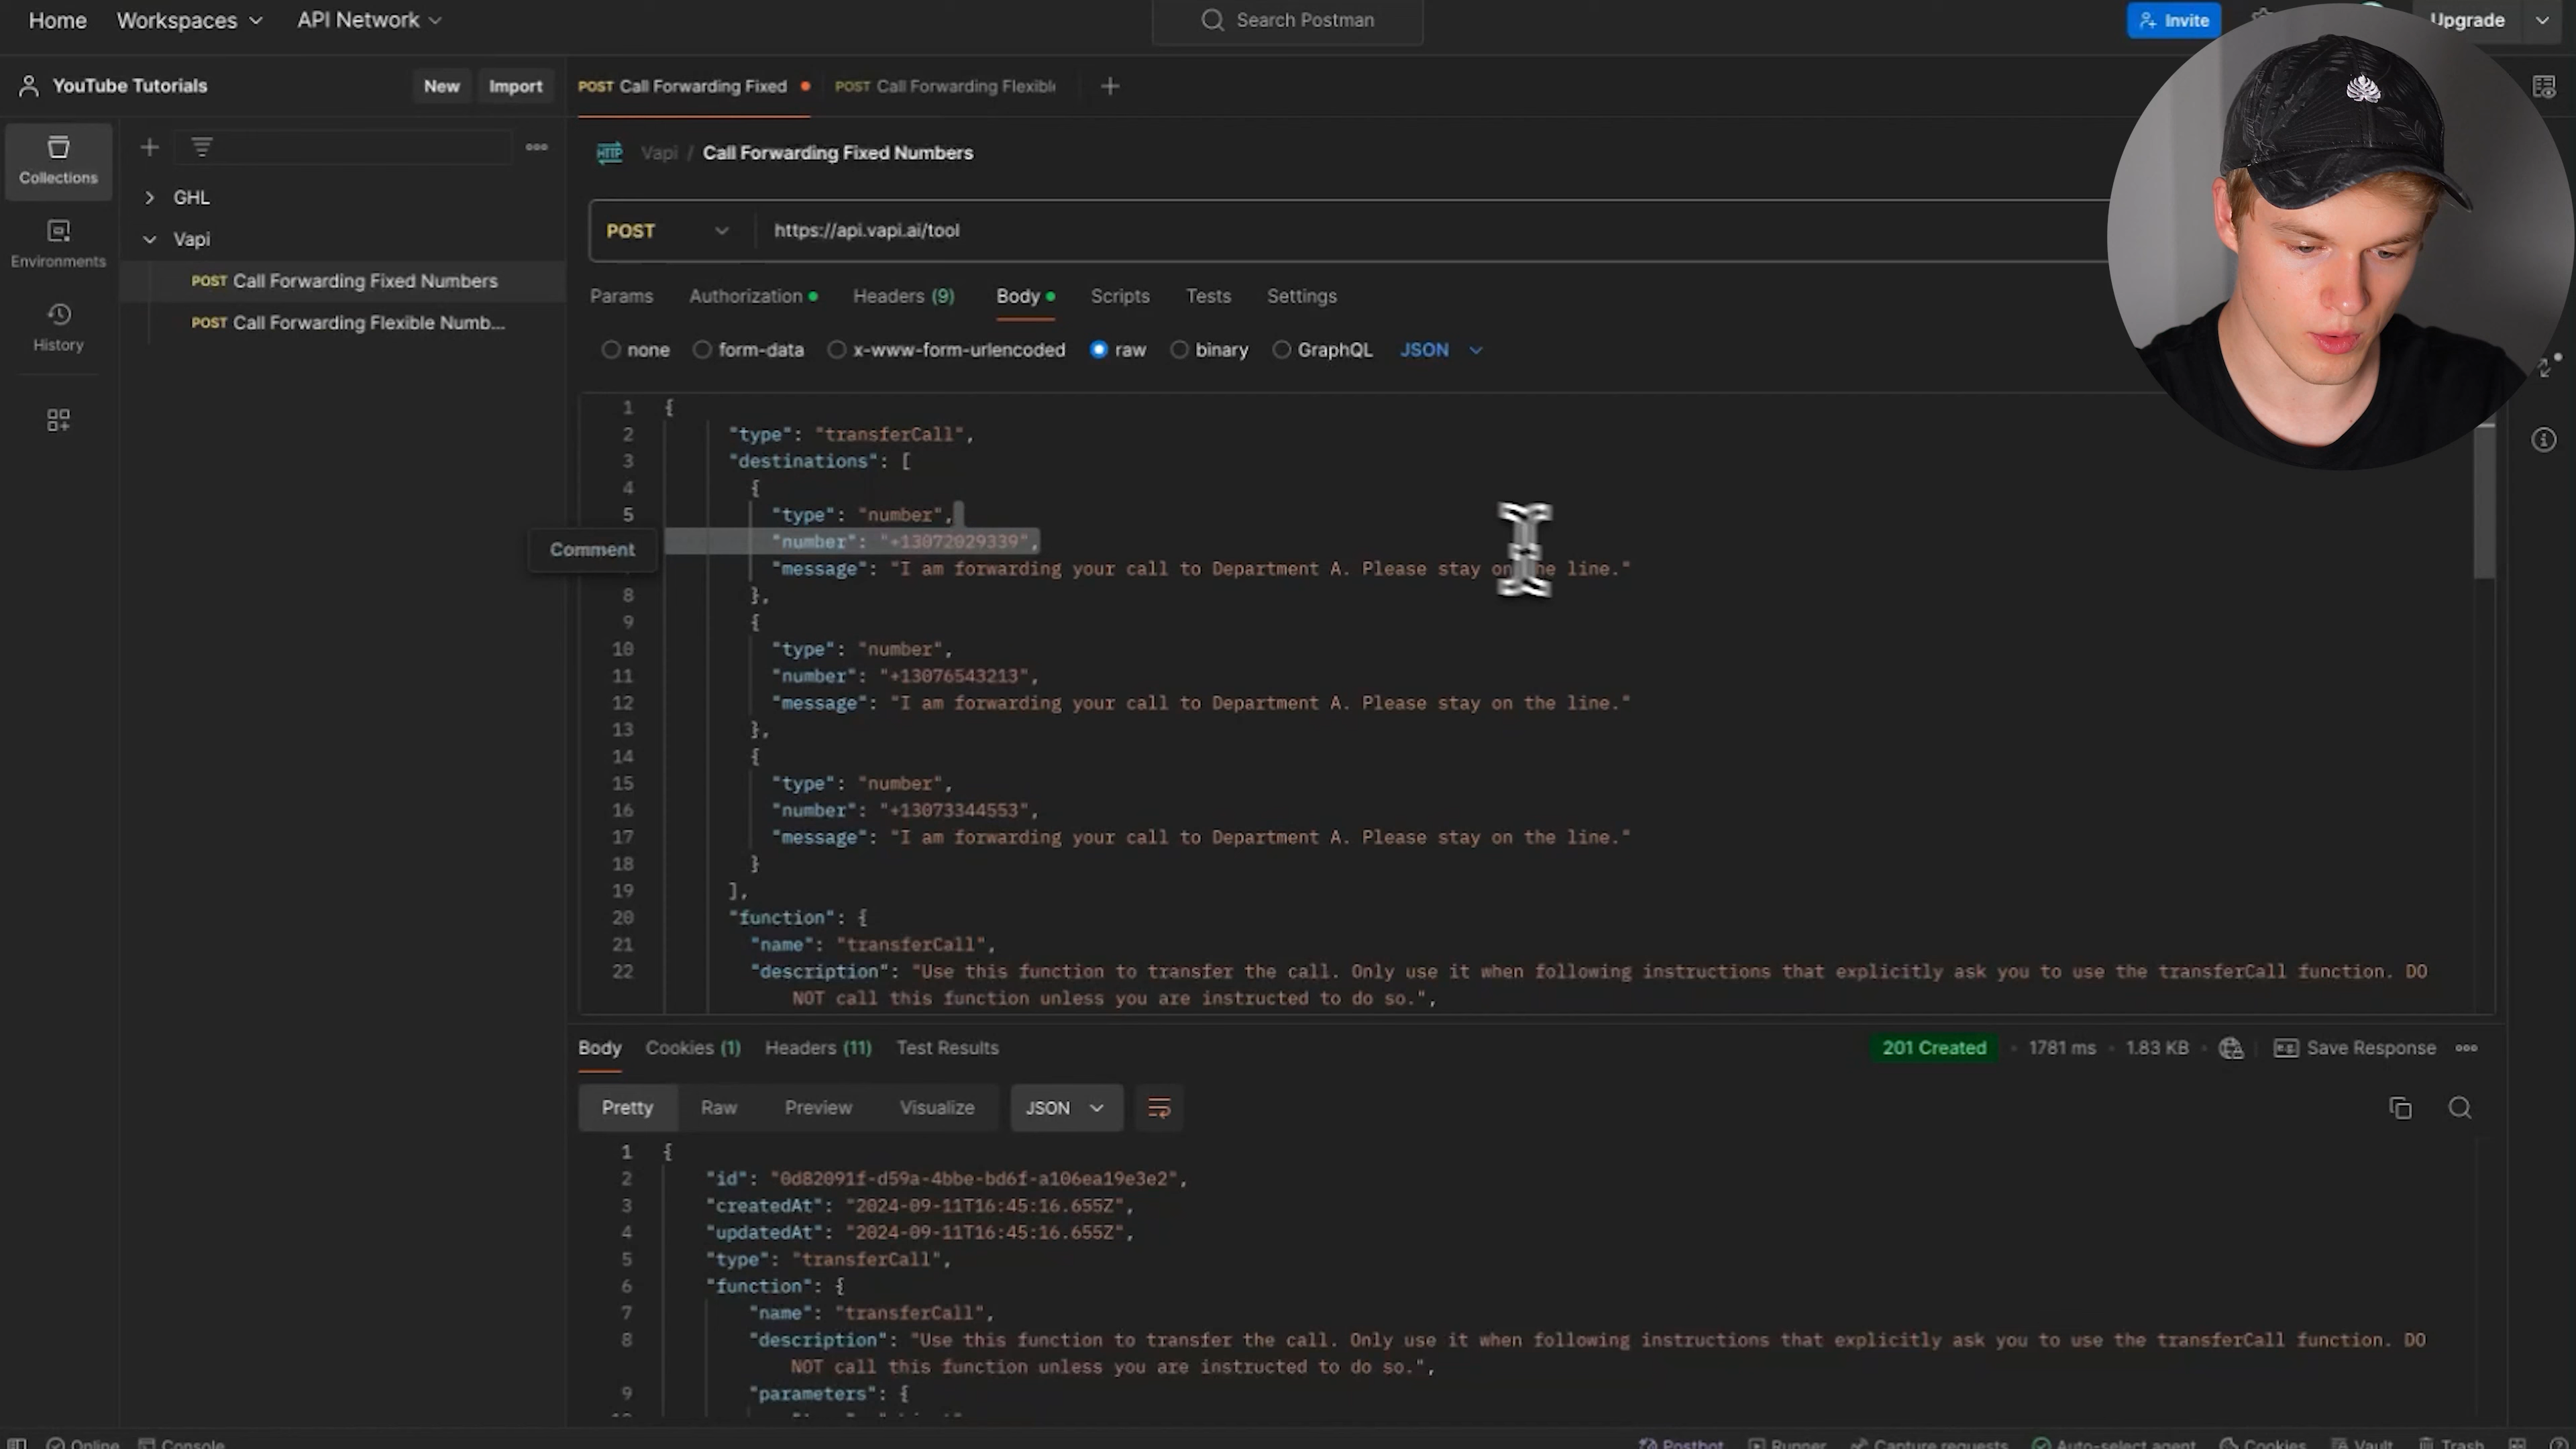 Home Workspaces API Network Search Postman Invite Upgrade
YouTube Tutorials New Import POST Call Forwarding Fixed POST Call Forwarding Flexibl
Collections
Environments
History
GHL
Vapi
POST Call Forwarding Fixed Numbers
POST Call Forwarding Flexible Numb...
HTTP Vapi / Call Forwarding Fixed Numbers
POST https://api.vapi.ai/tool
Params Authorization Headers (9) Body Scripts Tests Settings
none form-data x-www-form-urlencoded raw binary GraphQL JSON
Comment
1 {
2 "type": "transferCall",
3 "destinations": [
4 {
5 "type": "number",
"number": "+13072029339",
"message": "I am forwarding your call to Department A. Please stay on the line."
8 },
9 {
10 "type": "number",
11 "number": "+13076543213",
12 "message": "I am forwarding your call to Department A. Please stay on the line."
13 },
14 {
15 "type": "number",
16 "number": "+13073344553",
17 "message": "I am forwarding your call to Department A. Please stay on the line."
18 }
19 ],
20 "function": {
21 "name": "transferCall",
22 "description": "Use this function to transfer the call. Only use it when following instructions that explicitly ask you to use the transferCall function. DO
NOT call this function unless you are instructed to do so.",
Body Cookies (1) Headers (11) Test Results 201 Created 1781 ms 1.83 KB Save Response
Pretty Raw Preview Visualize JSON
1 {
2 "id": "0d82091f-d59a-4bbe-bd6f-a106ea19e3e2",
3 "createdAt": "2024-09-11T16:45:16.655Z",
4 "updatedAt": "2024-09-11T16:45:16.655Z",
5 "type": "transferCall",
6 "function": {
7 "name": "transferCall",
8 "description": "Use this function to transfer the call. Only use it when following instructions that explicitly ask you to use the transferCall function. DO
NOT call this function unless you are instructed to do so.",
9 "parameters": {
Online Console Postbot Runner Capture requests Auto-select agent Cookies Vault Trash